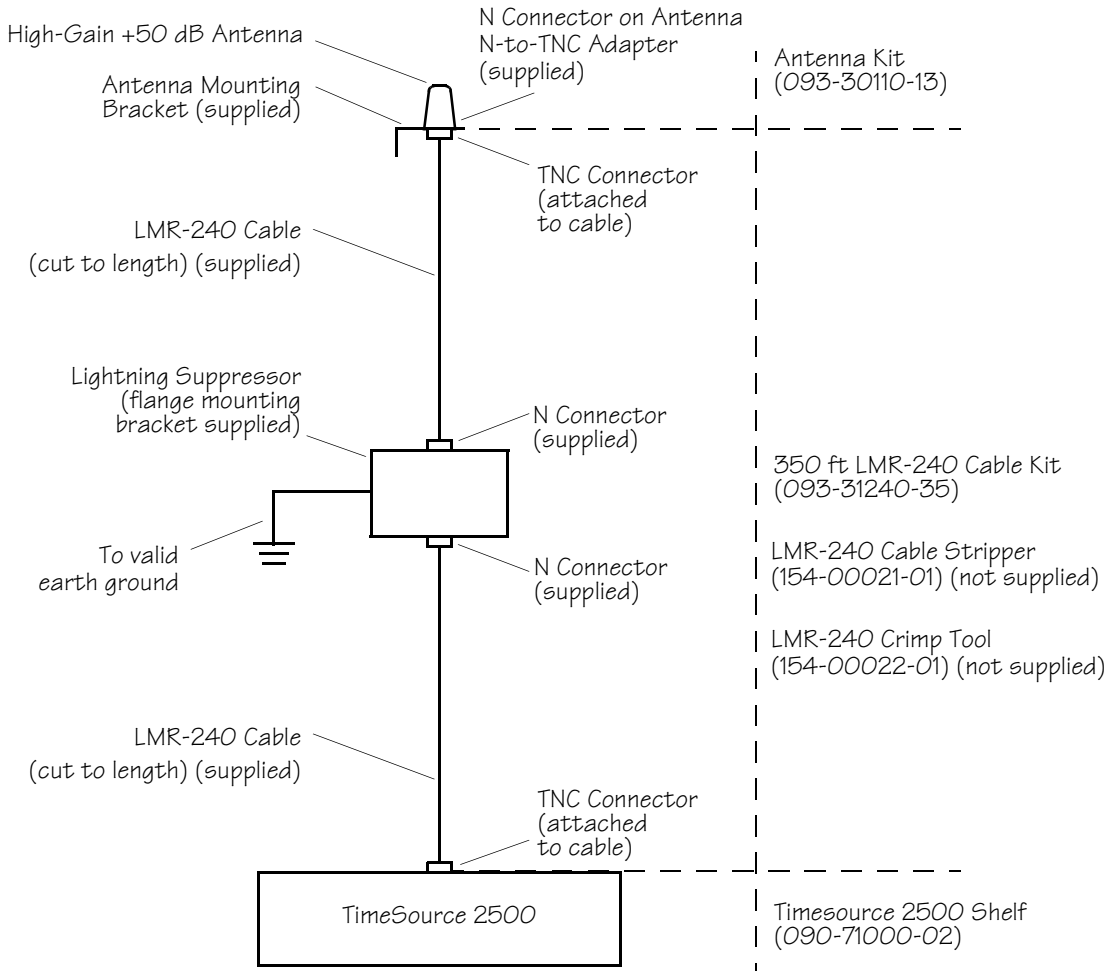 High-Gain +50 dB Antenna
Antenna Mounting
Bracket (supplied)
N Connector on Antenna
N-to-TNC Adapter
(supplied)
Antenna Kit
(093-30110-13)
TNC Connector
(attached
to cable)
LMR-240 Cable
(cut to length) (supplied)
Lightning Suppressor
(flange mounting
bracket supplied)
N Connector
(supplied)
350 ft LMR-240 Cable Kit
(093-31240-35)
To valid
earth ground
N Connector
(supplied)
LMR-240 Cable Stripper
(154-00021-01) (not supplied)
LMR-240 Crimp Tool
(154-00022-01) (not supplied)
LMR-240 Cable
(cut to length) (supplied)
TNC Connector
(attached
to cable)
TimeSource 2500
Timesource 2500 Shelf
(090-71000-02)